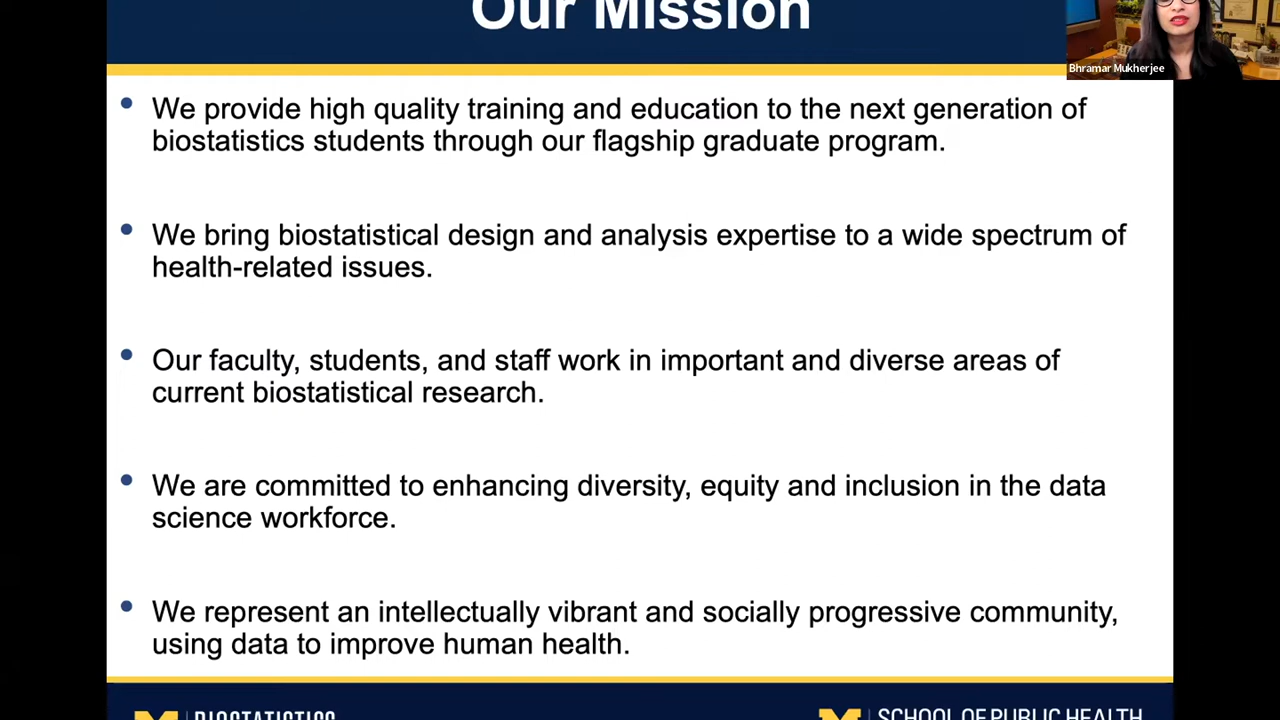 Our Mission
Bhramar Mukherjee
• We provide high quality training and education to the next generation of
biostatistics students through our flagship graduate program.
• We bring biostatistical design and analysis expertise to a wide spectrum of
health-related issues.
• Our faculty, students, and staff work in important and diverse areas of
current biostatistical research.
• We are committed to enhancing diversity, equity and inclusion in the data
science workforce.
• We represent an intellectually vibrant and socially progressive community,
using data to improve human health.
M BIOSTATISTICS
M SCHOOL OF PUBLIC HEALTH